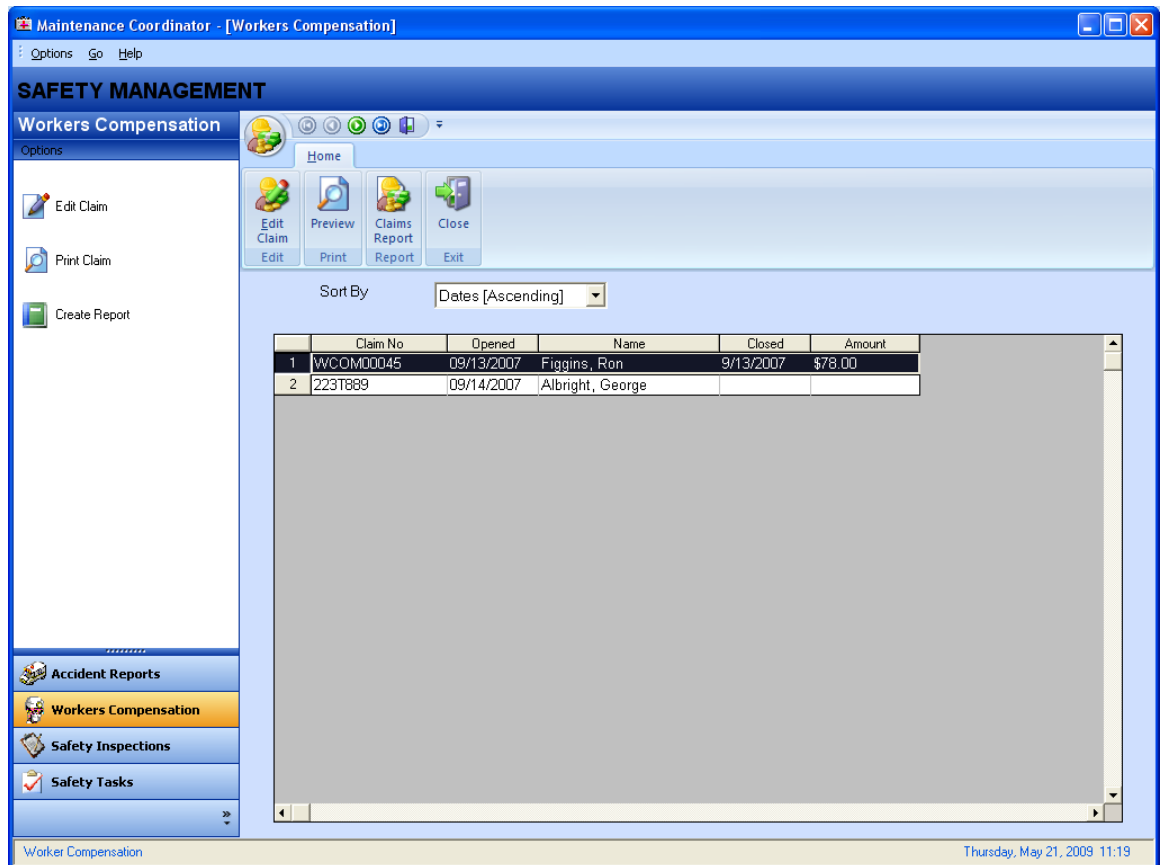 Maintenance Coordinator - [Workers Compensation]
Options Go Help
SAFETY MANAGEMENT
Workers Compensation
Options
Edit Claim
Print Claim
Create Report
Home
Edit Claim
Preview
Claims Report
Close
Edit Print Report Exit
Sort By Dates [Ascending]
Claim No Opened Name Closed Amount
1 WCOM00045 09/13/2007 Figgins, Ron 9/13/2007 $78.00
2 223T889 09/14/2007 Albright, George
Accident Reports
Workers Compensation
Safety Inspections
Safety Tasks
Worker Compensation Thursday, May 21, 2009 11:19